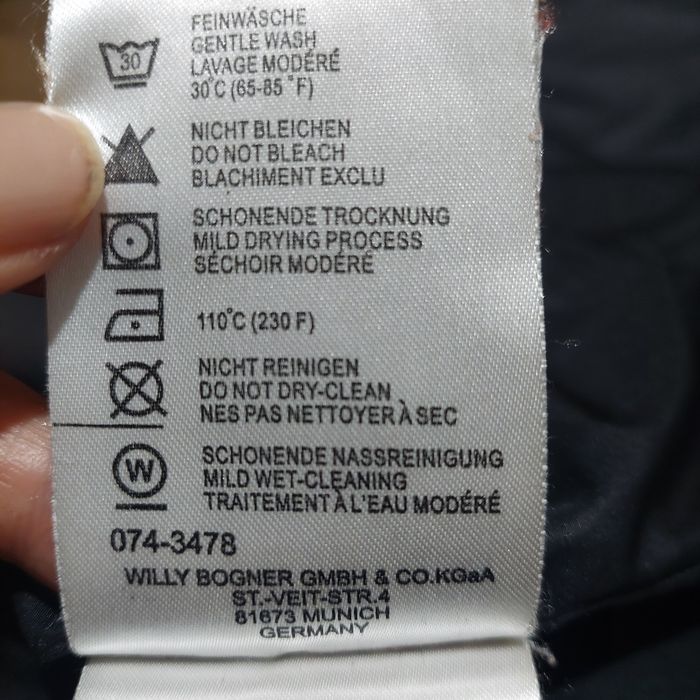 FEINWÄSCHE
30 GENTLE WASH
LAVAGE MODÉRÉ
30°C (65-85 °F)
NICHT BLEICHEN
DO NOT BLEACH
BLACHIMENT EXCLU
SCHONENDE TROCKNUNG
MILD DRYING PROCESS
SÉCHOIR MODÉRÉ
110°C (230 F)
NICHT REINIGEN
DO NOT DRY-CLEAN
NES PAS NETTOYER À SEC
SCHONENDE NASSREINIGUNG
W MILD WET-CLEANING
TRAITEMENT À L'EAU MODÉRÉ
074-3478
WILLY BOGNER GMBH & CO.KGaA
ST.-VEIT-STR.4
81673 MUNICH
GERMANY